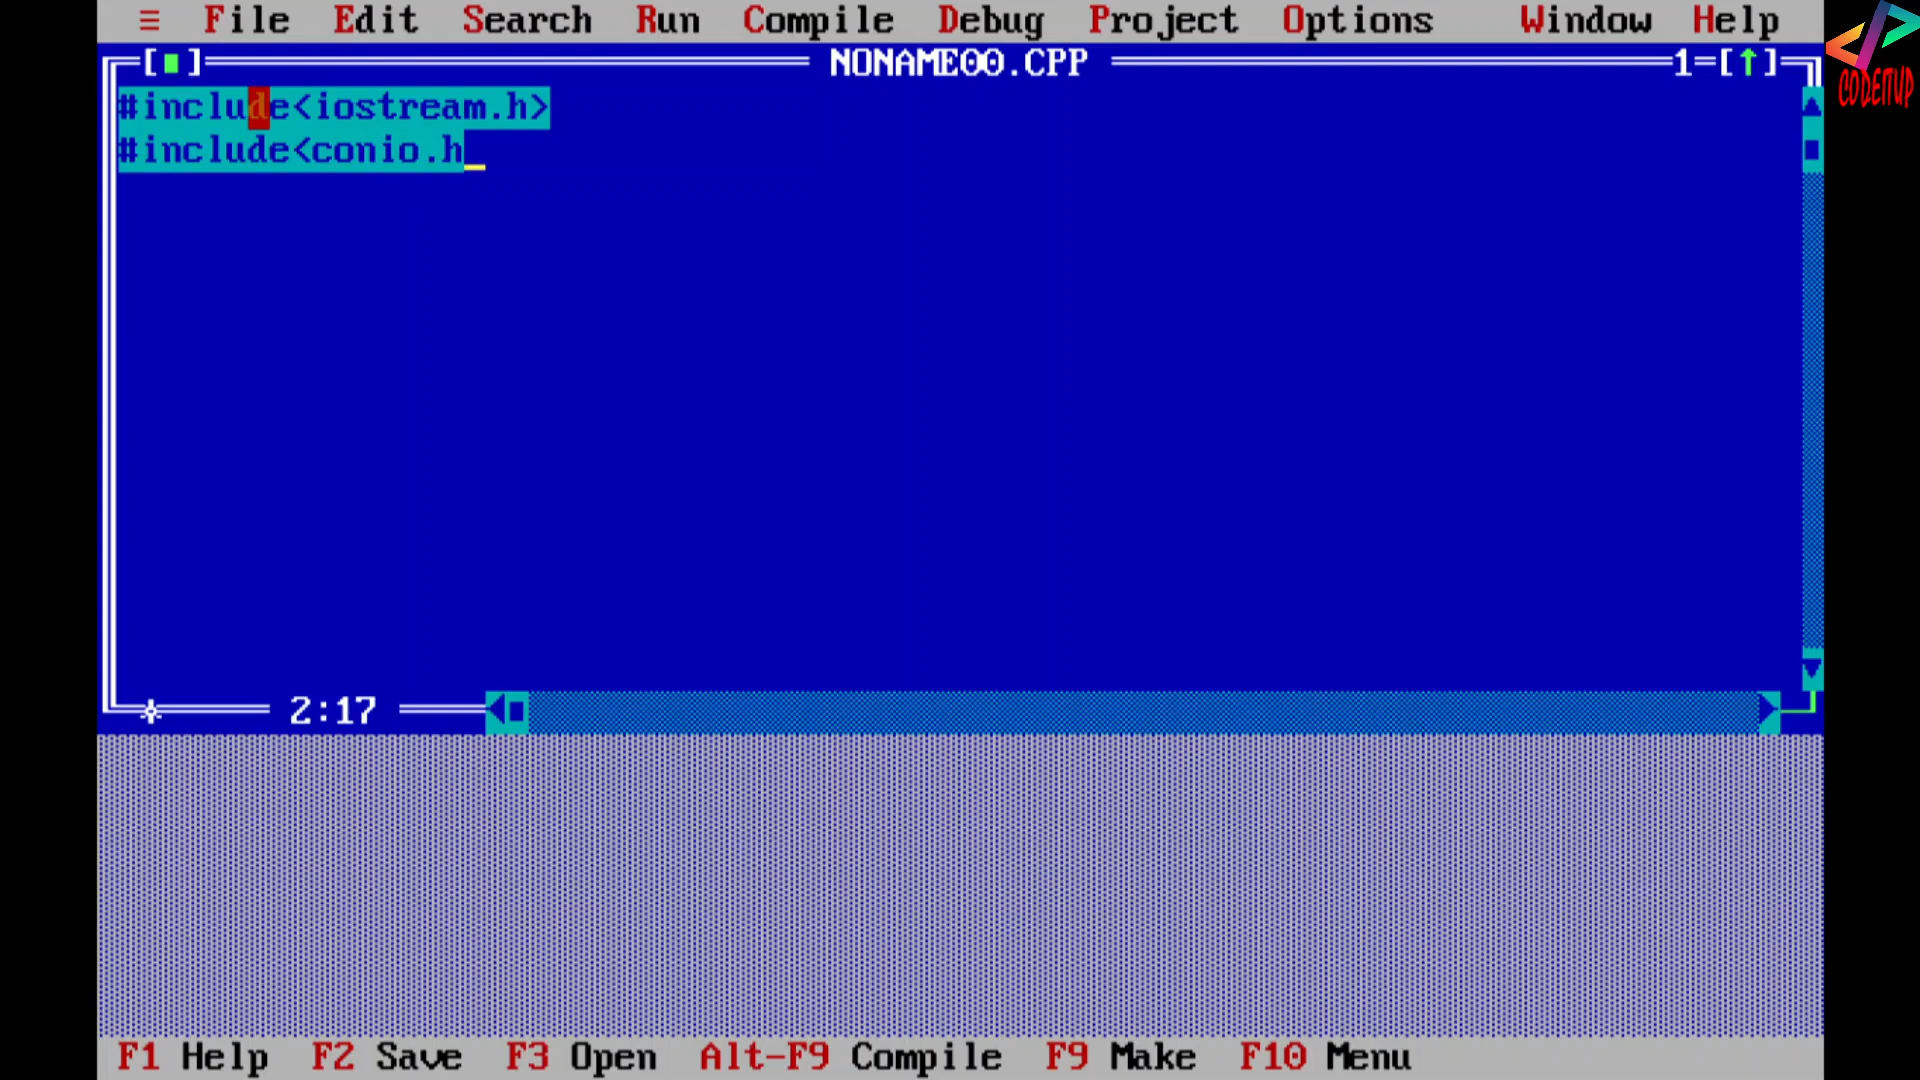 ≡ File Edit Search Run Compile Debug Project Options Window Help
[■] NONAME00.CPP 1=[↑]
#include<iostream.h>
#include<conio.h_
2:17
F1 Help F2 Save F3 Open Alt-F9 Compile F9 Make F10 Menu